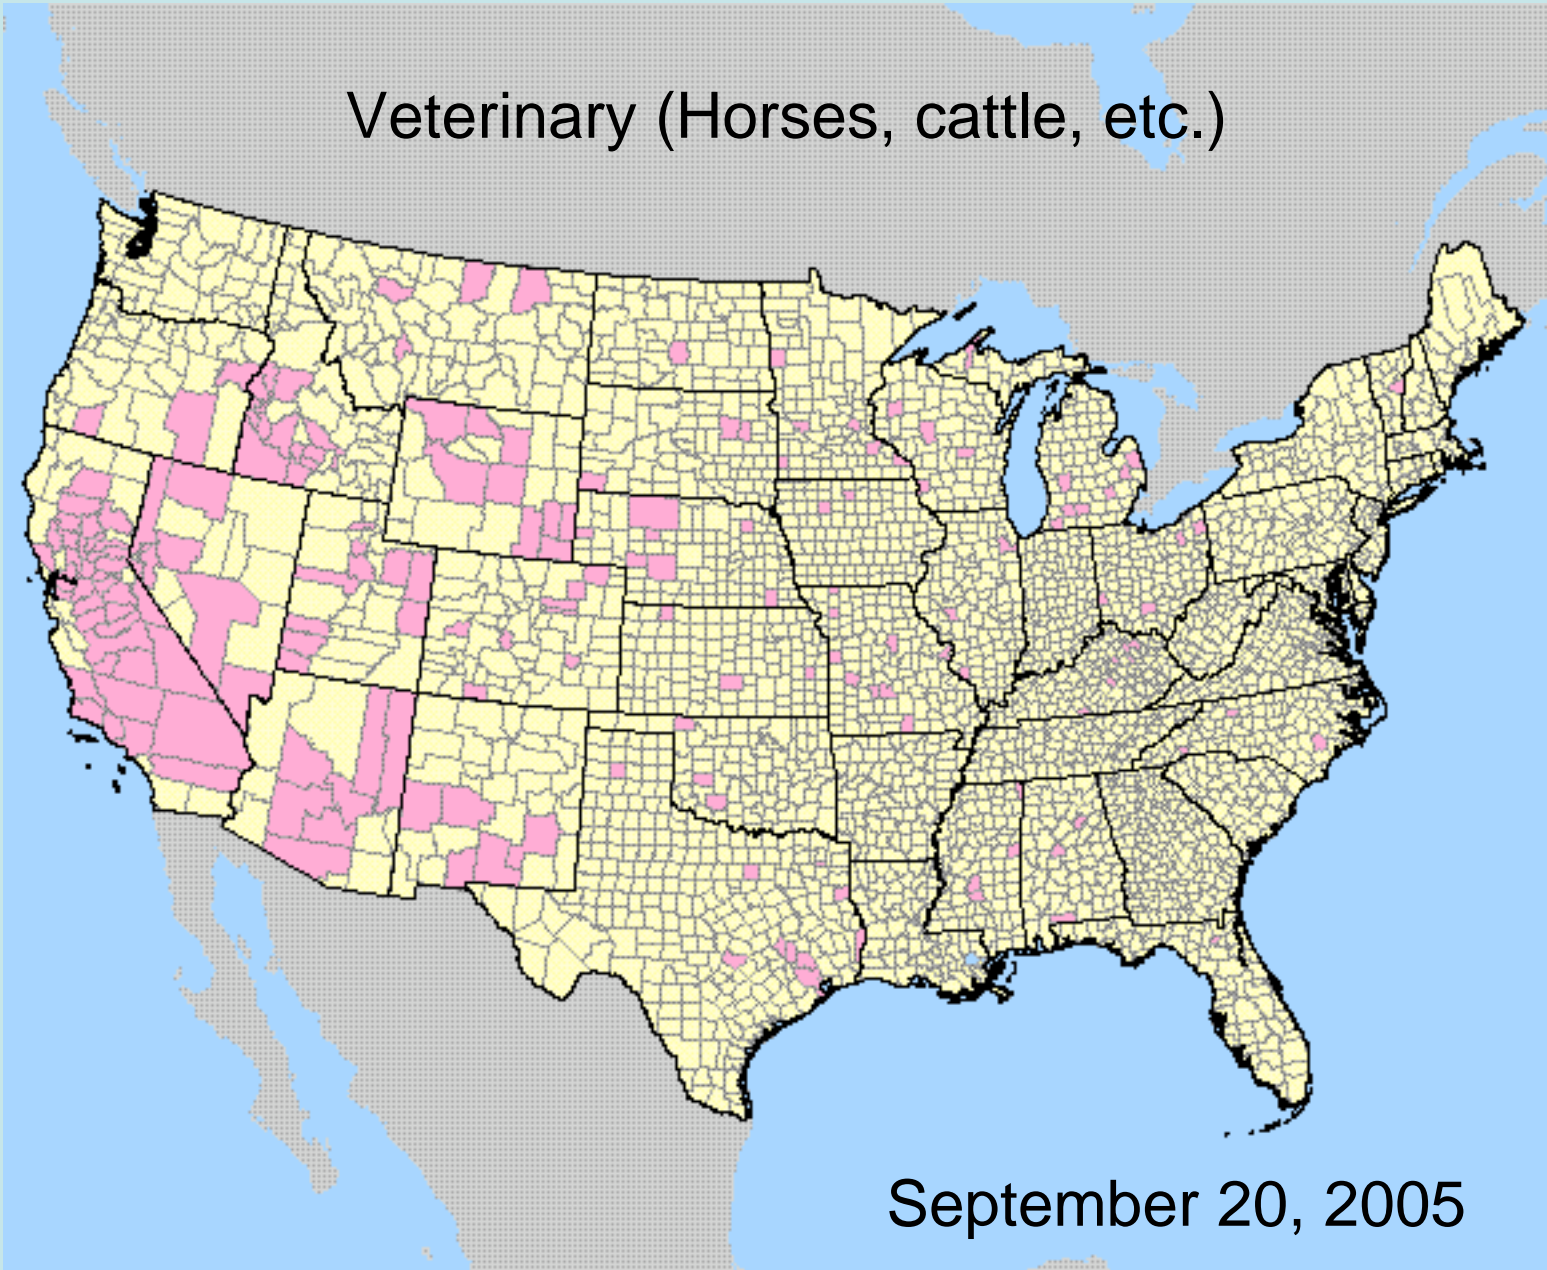 Veterinary (Horses, cattle, etc.)
September 20, 2005